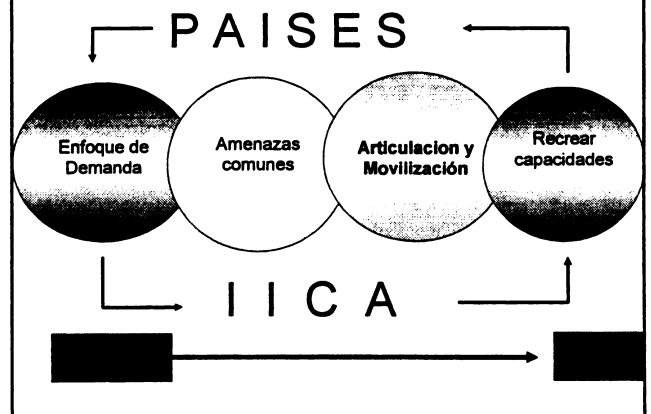 PAISES
Enfoque de
Demanda
Amenazas
comunes
Articulacion y
Movilización
Recrear
capacidades
IICA